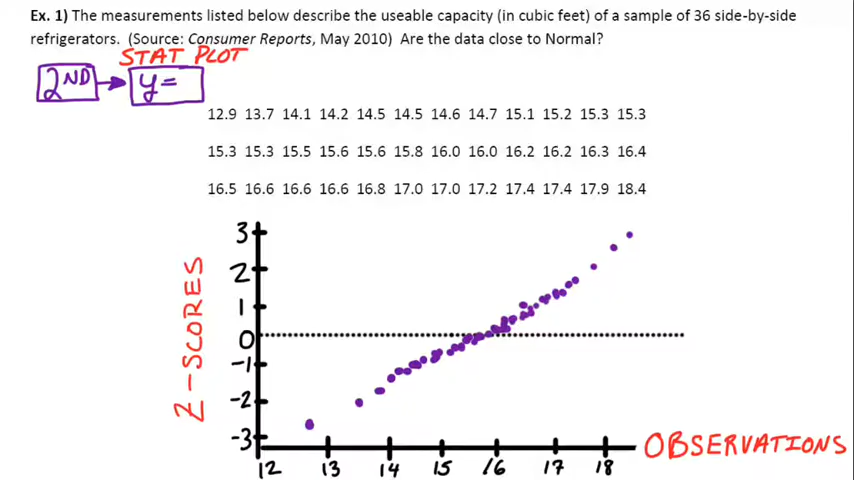 Ex. 1) The measurements listed below describe the useable capacity (in cubic feet) of a sample of 36 side-by-side
refrigerators. (Source: Consumer Reports, May 2010) Are the data close to Normal?
STAT PLOT
2ND y=
12.9 13.7 14.1 14.2 14.5 14.5 14.6 14.7 15.1 15.2 15.3 15.3
15.3 15.3 15.5 15.6 15.6 15.8 16.0 16.0 16.2 16.2 16.3 16.4
16.5 16.6 16.6 16.6 16.8 17.0 17.0 17.2 17.4 17.4 17.9 18.4
3
2
1
0
-1
-2
-3
Z-SCORES
12 13 14 15 16 17 18
OBSERVATIONS